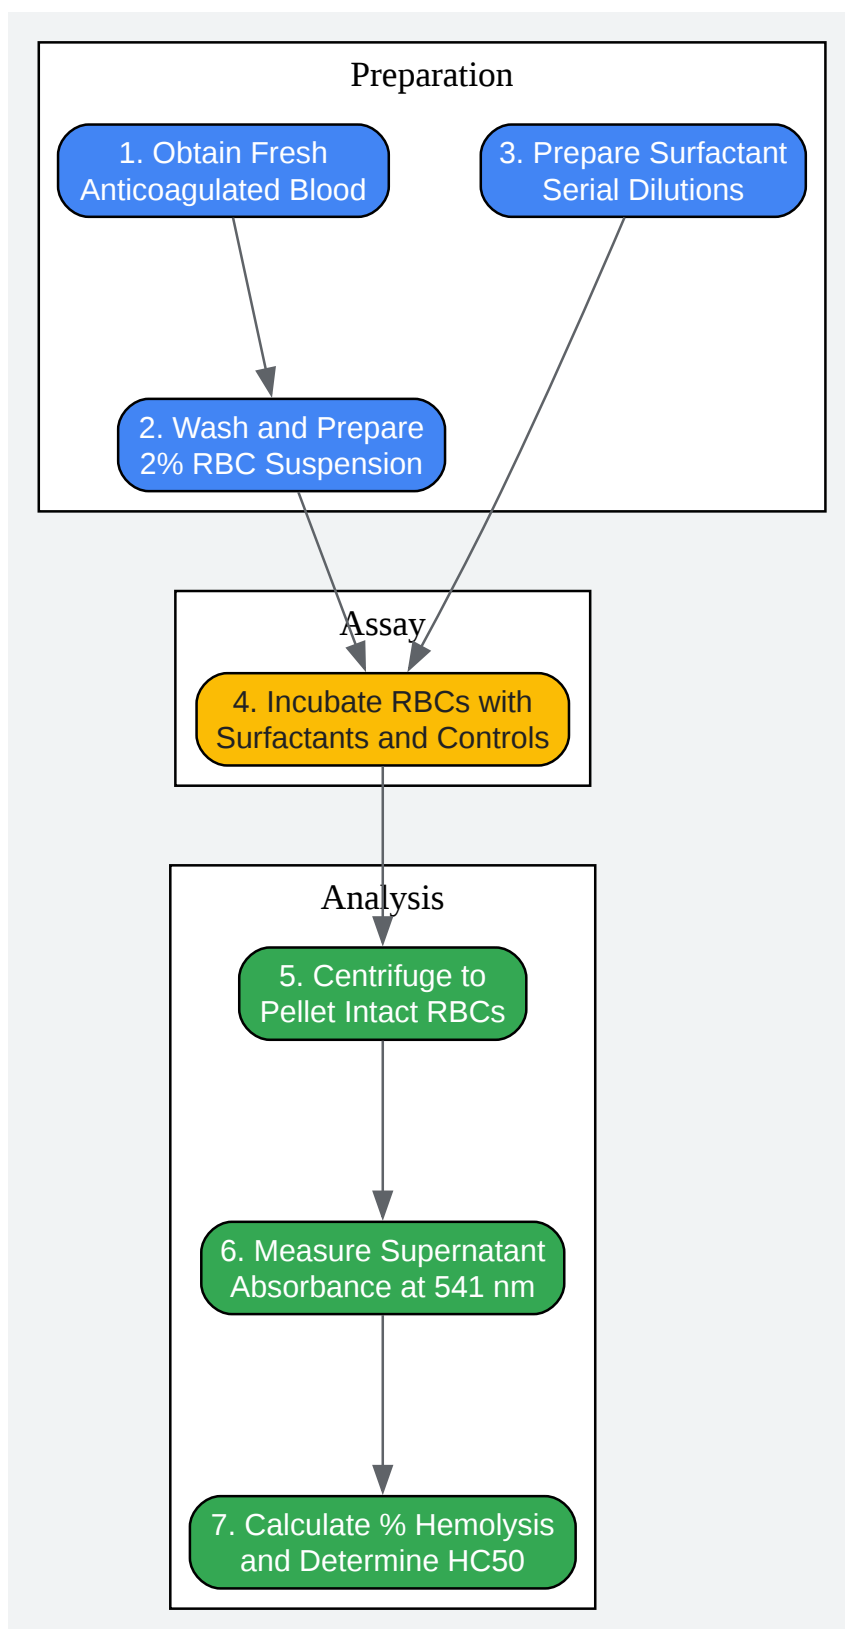 Preparation
1. Obtain Fresh
Anticoagulated Blood
3. Prepare Surfactant
Serial Dilutions
2. Wash and Prepare
2% RBC Suspension
Assay
4. Incubate RBCs with
Surfactants and Controls
Analysis
5. Centrifuge to
Pellet Intact RBCs
6. Measure Supernatant
Absorbance at 541 nm
7. Calculate % Hemolysis
and Determine HC50